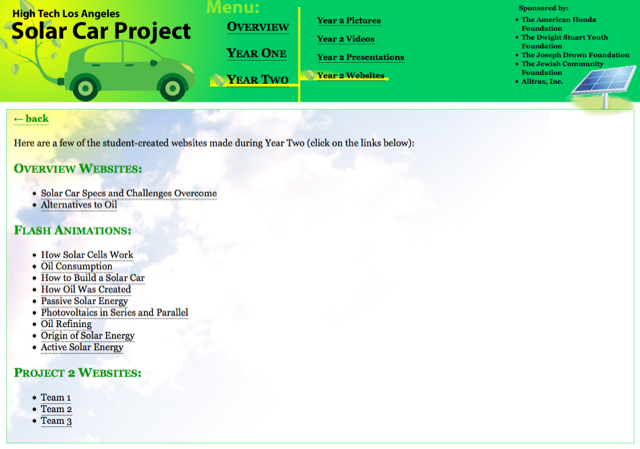 High Tech Los Angeles
Solar Car Project
Menu:
Overview
Year One
Year Two
Year 2 Pictures
Year 2 Videos
Year 2 Presentations
Year 2 Websites
Sponsored by:
• The American Honda
Foundation
• The Dwight Stuart Youth
Foundation
• The Joseph Drown Foundation
• The Jewish Community
Foundation
• Alltrax, Inc.
← back
Here are a few of the student-created websites made during Year Two (click on the links below):
Overview Websites:
• Solar Car Specs and Challenges Overcome
• Alternatives to Oil
Flash Animations:
• How Solar Cells Work
• Oil Consumption
• How to Build a Solar Car
• How Oil Was Created
• Passive Solar Energy
• Photovoltaics in Series and Parallel
• Oil Refining
• Origin of Solar Energy
• Active Solar Energy
Project 2 Websites:
• Team 1
• Team 2
• Team 3